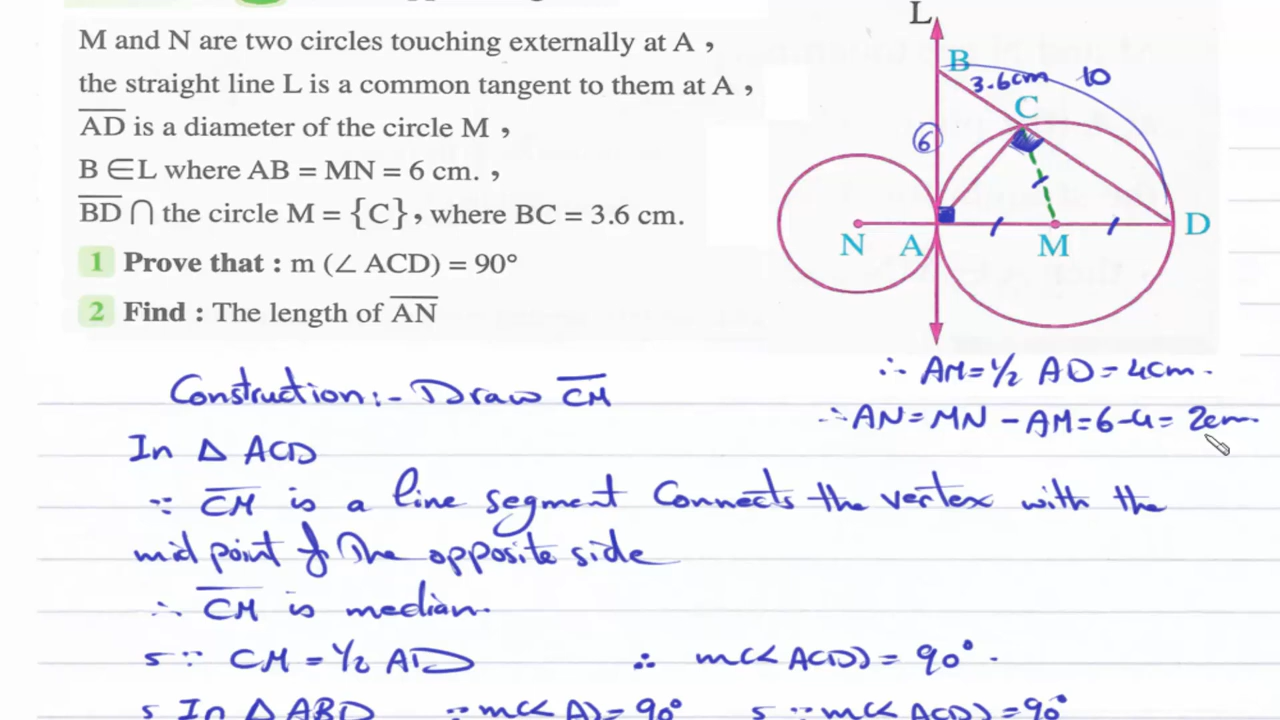 M and N are two circles touching externally at A ,
the straight line L is a common tangent to them at A ,
AD is a diameter of the circle M ,
B ∈ L where AB = MN = 6 cm. ,
BD ∩ the circle M = {C} , where BC = 3.6 cm.
1 Prove that : m (∠ ACD) = 90°
2 Find : The length of AN
L
B
3.6cm
10
C
6
N
A
M
D
Construction:- Draw CM
In Δ ACD
∵ CM is a line segment Connects the vertex with the
mid point of The opposite side
∴ CM is median.
, ∵ CM = 1/2 AD ∴ m(< ACD) = 90° .
, In Δ ABD ∵ m(< A) = 90° , ∵ m(< ACD) = 90°
∴ AM = 1/2 AD = 4cm .
∴ AN = MN - AM = 6-4 = 2cm.